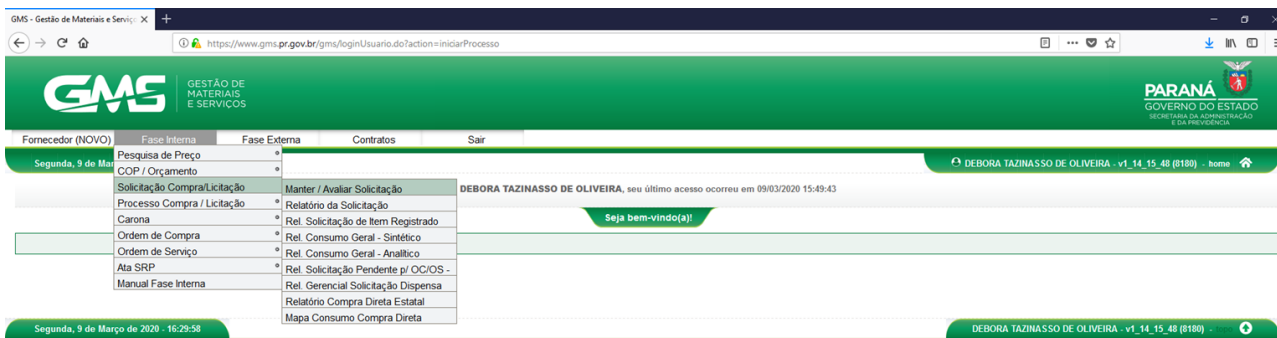 GMS - Gestão de Materiais e Serviç
https://www.gms.pr.gov.br/gms/loginUsuario.do?action=iniciarProcesso
GMS
GESTÃO DE
MATERIAIS
E SERVIÇOS
PARANÁ
GOVERNO DO ESTADO
SECRETARIA DA ADMINISTRAÇÃO
E DA PREVIDÊNCIA
Fornecedor (NOVO) Fase Interna Fase Externa Contratos Sair
Segunda, 9 de Mar
DEBORA TAZINASSO DE OLIVEIRA - v1_14_15_48 (8180) - home
Pesquisa de Preço
COP / Orçamento
Solicitação Compra/Licitação
Processo Compra / Licitação
Carona
Ordem de Compra
Ordem de Serviço
Ata SRP
Manual Fase Interna
Manter / Avaliar Solicitação
Relatório da Solicitação
Rel. Solicitação de Item Registrado
Rel. Consumo Geral - Sintético
Rel. Consumo Geral - Analítico
Rel. Solicitação Pendente p/ OC/OS -
Rel. Gerencial Solicitação Dispensa
Relatório Compra Direta Estatal
Mapa Consumo Compra Direta
DEBORA TAZINASSO DE OLIVEIRA, seu último acesso ocorreu em 09/03/2020 15:49:43
Seja bem-vindo(a)!
Segunda, 9 de Março de 2020 - 16:29:58
DEBORA TAZINASSO DE OLIVEIRA - v1_14_15_48 (8180) -